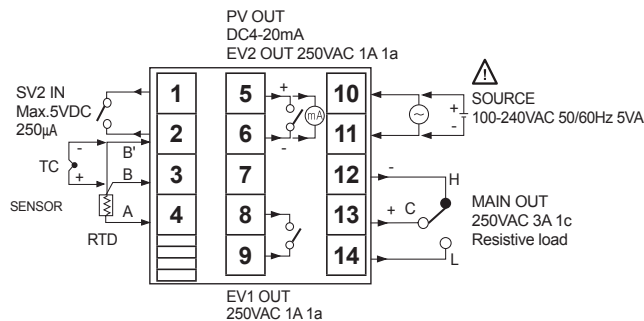 PV OUT
DC4-20mA
EV2 OUT 250VAC 1A 1a
SV2 IN
Max.5VDC
250µA
1
2
3
4
5
6
7
8
9
10
11
12
13
14
+
-
mA
~
+
-
SOURCE
100-240VAC 50/60Hz 5VA
!
-
+
TC
B'
B
A
SENSOR
RTD
-
H
+
C
L
MAIN OUT
250VAC 3A 1c
Resistive load
EV1 OUT
250VAC 1A 1a